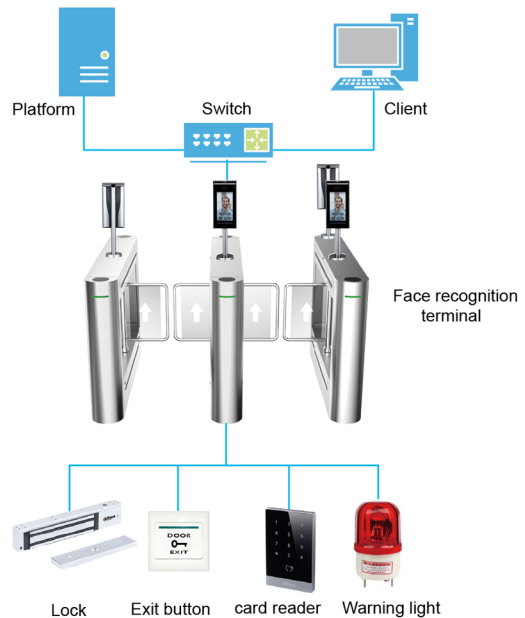 Platform
Switch
Client
Face recognition
terminal
DOOR
EXIT
Lock
Exit button
card reader
Warning light